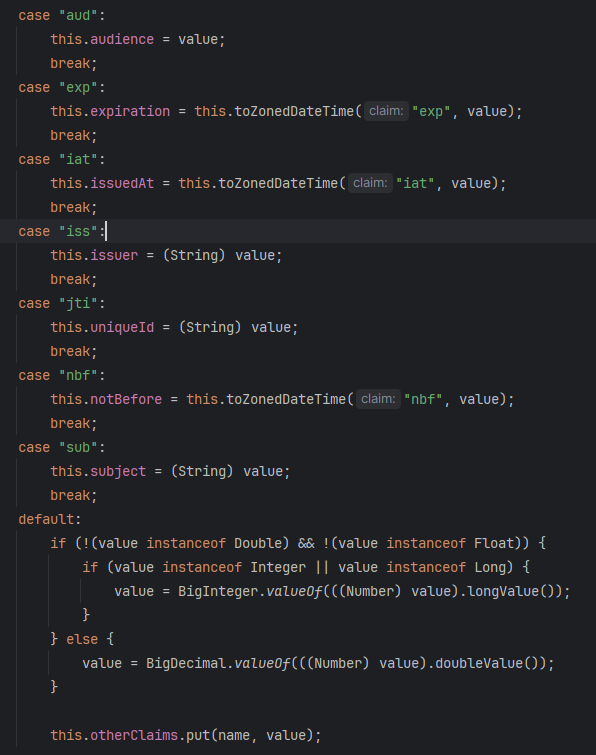 case "aud":
this.audience = value;
break;
case "exp":
this.expiration = this.toZonedDateTime( claim: "exp", value);
break;
case "iat":
this.issuedAt = this.toZonedDateTime( claim: "iat", value);
break;
case "iss":
this.issuer = (String) value;
break;
case "jti":
this.uniqueId = (String) value;
break;
case "nbf":
this.notBefore = this.toZonedDateTime( claim: "nbf", value);
break;
case "sub":
this.subject = (String) value;
break;
default:
if (!(value instanceof Double) && !(value instanceof Float)) {
if (value instanceof Integer || value instanceof Long) {
value = BigInteger.valueOf(((Number) value).longValue());
}
} else {
value = BigDecimal.valueOf(((Number) value).doubleValue());
}
this.otherClaims.put(name, value);